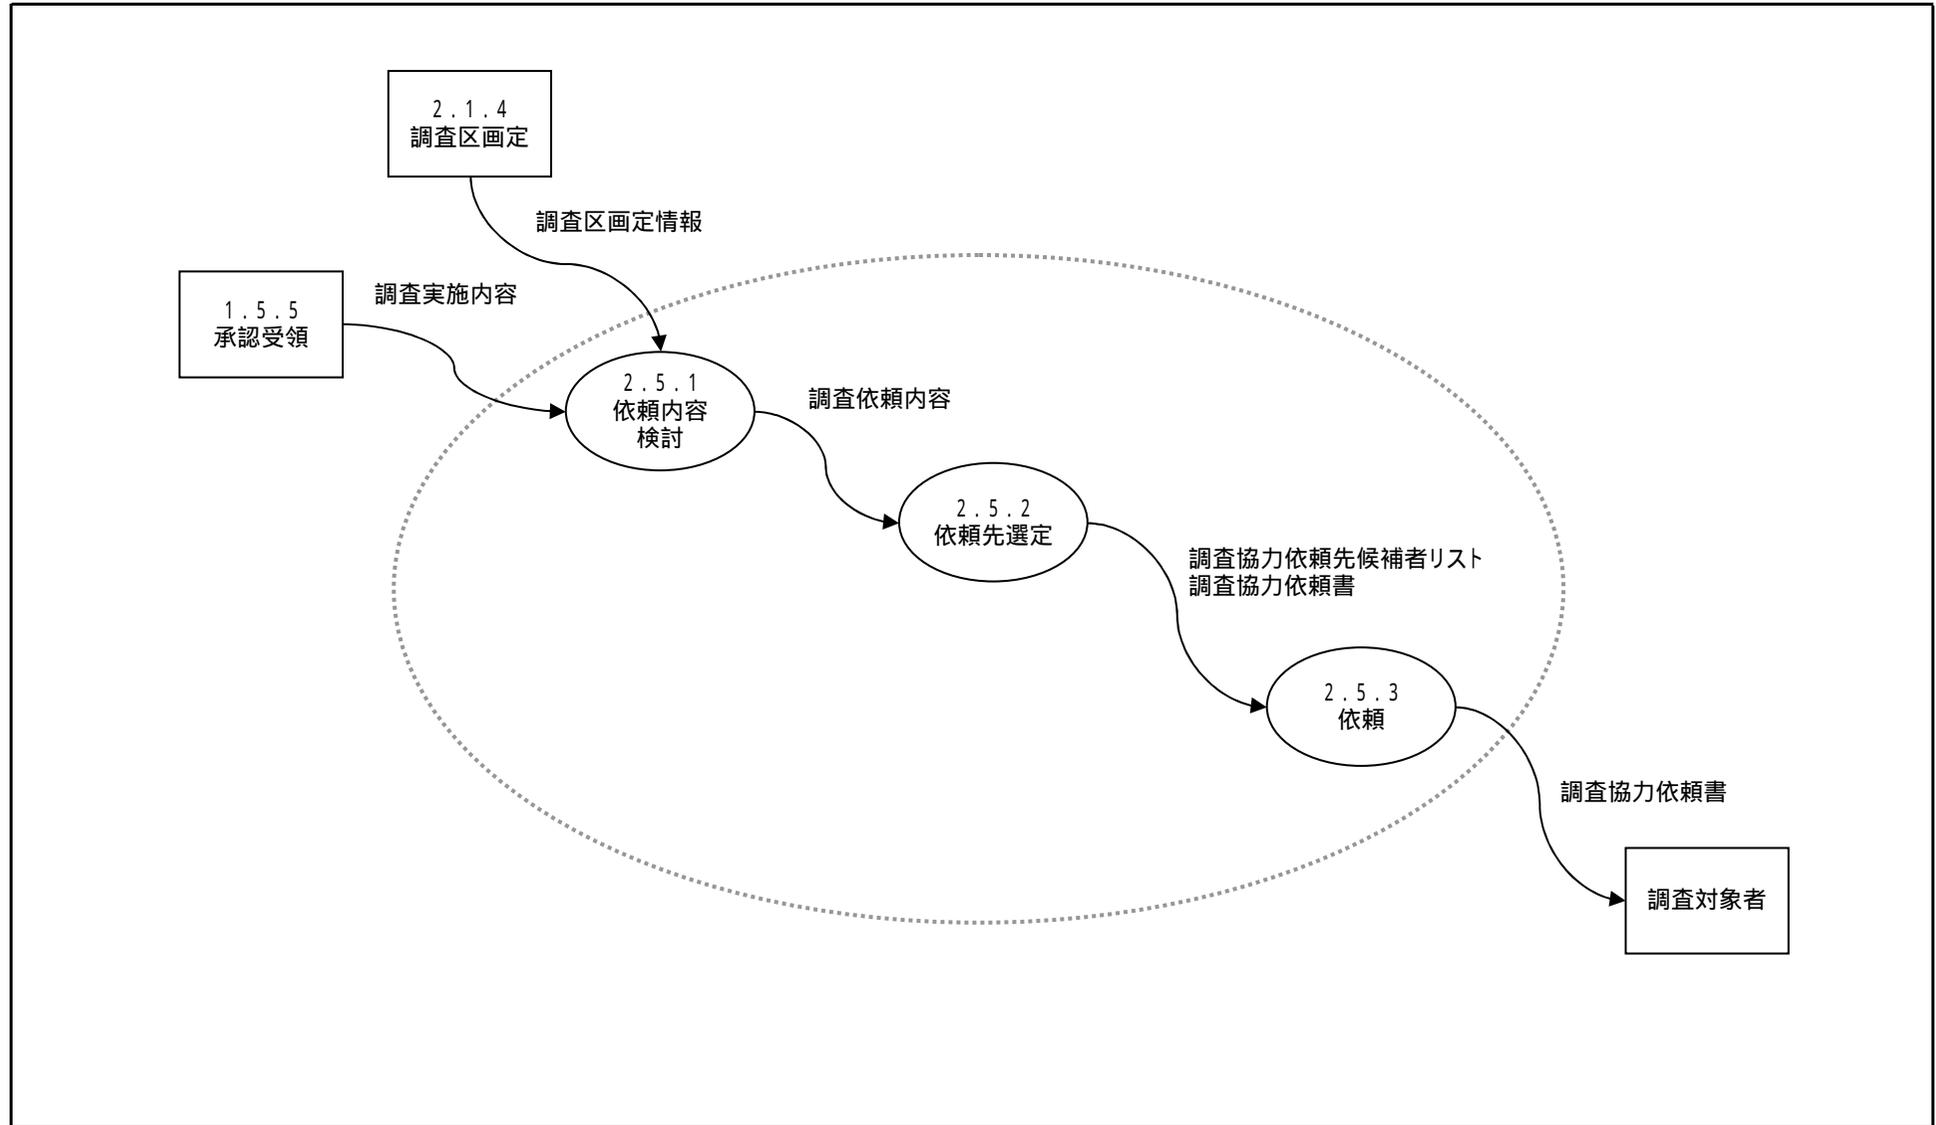 2.1.4
調査区画定
調査区画定情報
1.5.5
承認受領
調査実施内容
2.5.1
依頼内容
検討
調査依頼内容
2.5.2
依頼先選定
調査協力依頼先候補者リスト
調査協力依頼書
2.5.3
依頼
調査協力依頼書
調査対象者